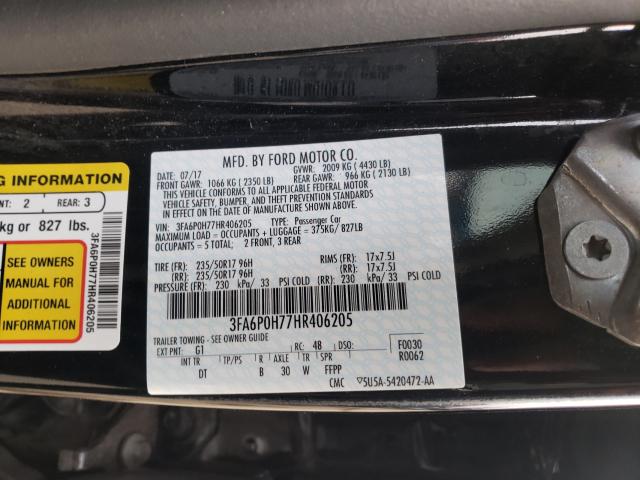 G INFORMATION
NT: 2 REAR: 3
kg or 827 lbs.
SEE OWNERS
MANUAL FOR
ADDITIONAL
INFORMATION
3FA6P0H77HR406205
MFD. BY FORD MOTOR CO.
DATE: 07/17 GVWR: 2009 KG ( 4430 LB)
FRONT GAWR: 1066 KG ( 2350 LB) REAR GAWR: 966 KG ( 2130 LB)
THIS VEHICLE CONFORMS TO ALL APPLICABLE FEDERAL MOTOR
VEHICLE SAFETY, BUMPER, AND THEFT PREVENTION STANDARDS
IN EFFECT ON THE DATE OF MANUFACTURE SHOWN ABOVE.
VIN: 3FA6P0H77HR406205 TYPE: Passenger Car
MAXIMUM = OCCUPANTS + LUGGAGE = 375KG/ 827LB
OCCUPANTS = 5 TOTAL; 2 FRONT, 3 REAR
TIRE (FR): 235/50R17 96H RIMS (FR): 17x7.5J
(RR): 235/50R17 96H (RR): 17x7.5J
PRESSURE (FR): 230 kPa/ 33 PSI COLD (RR): 230 kPa/ 33 PSI COLD
3FA6P0H77HR406205
TRAILER TOWING - SEE OWNER GUIDE
EXT PNT: G1 RC: 48 DSO: F0030
R0062
INT TR TP/PS R AXLE TR SPR
DT B 30 W FFPP
CMC ▽5U5A-5420472-AA